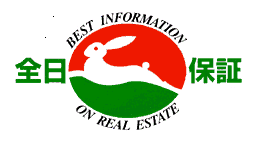 BEST INFORMATION
全日 保証
ON REAL ESTATE